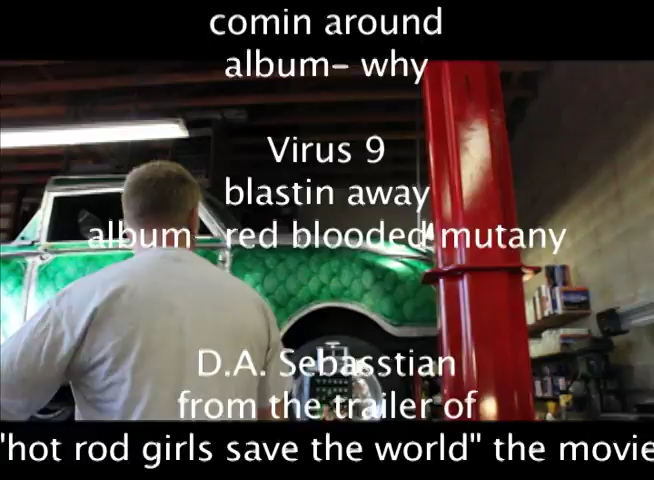 comin around
album- why
Virus 9
blastin away
album- red blooded mutany
D.A. Sebasstian
from the trailer of
"hot rod girls save the world" the movie